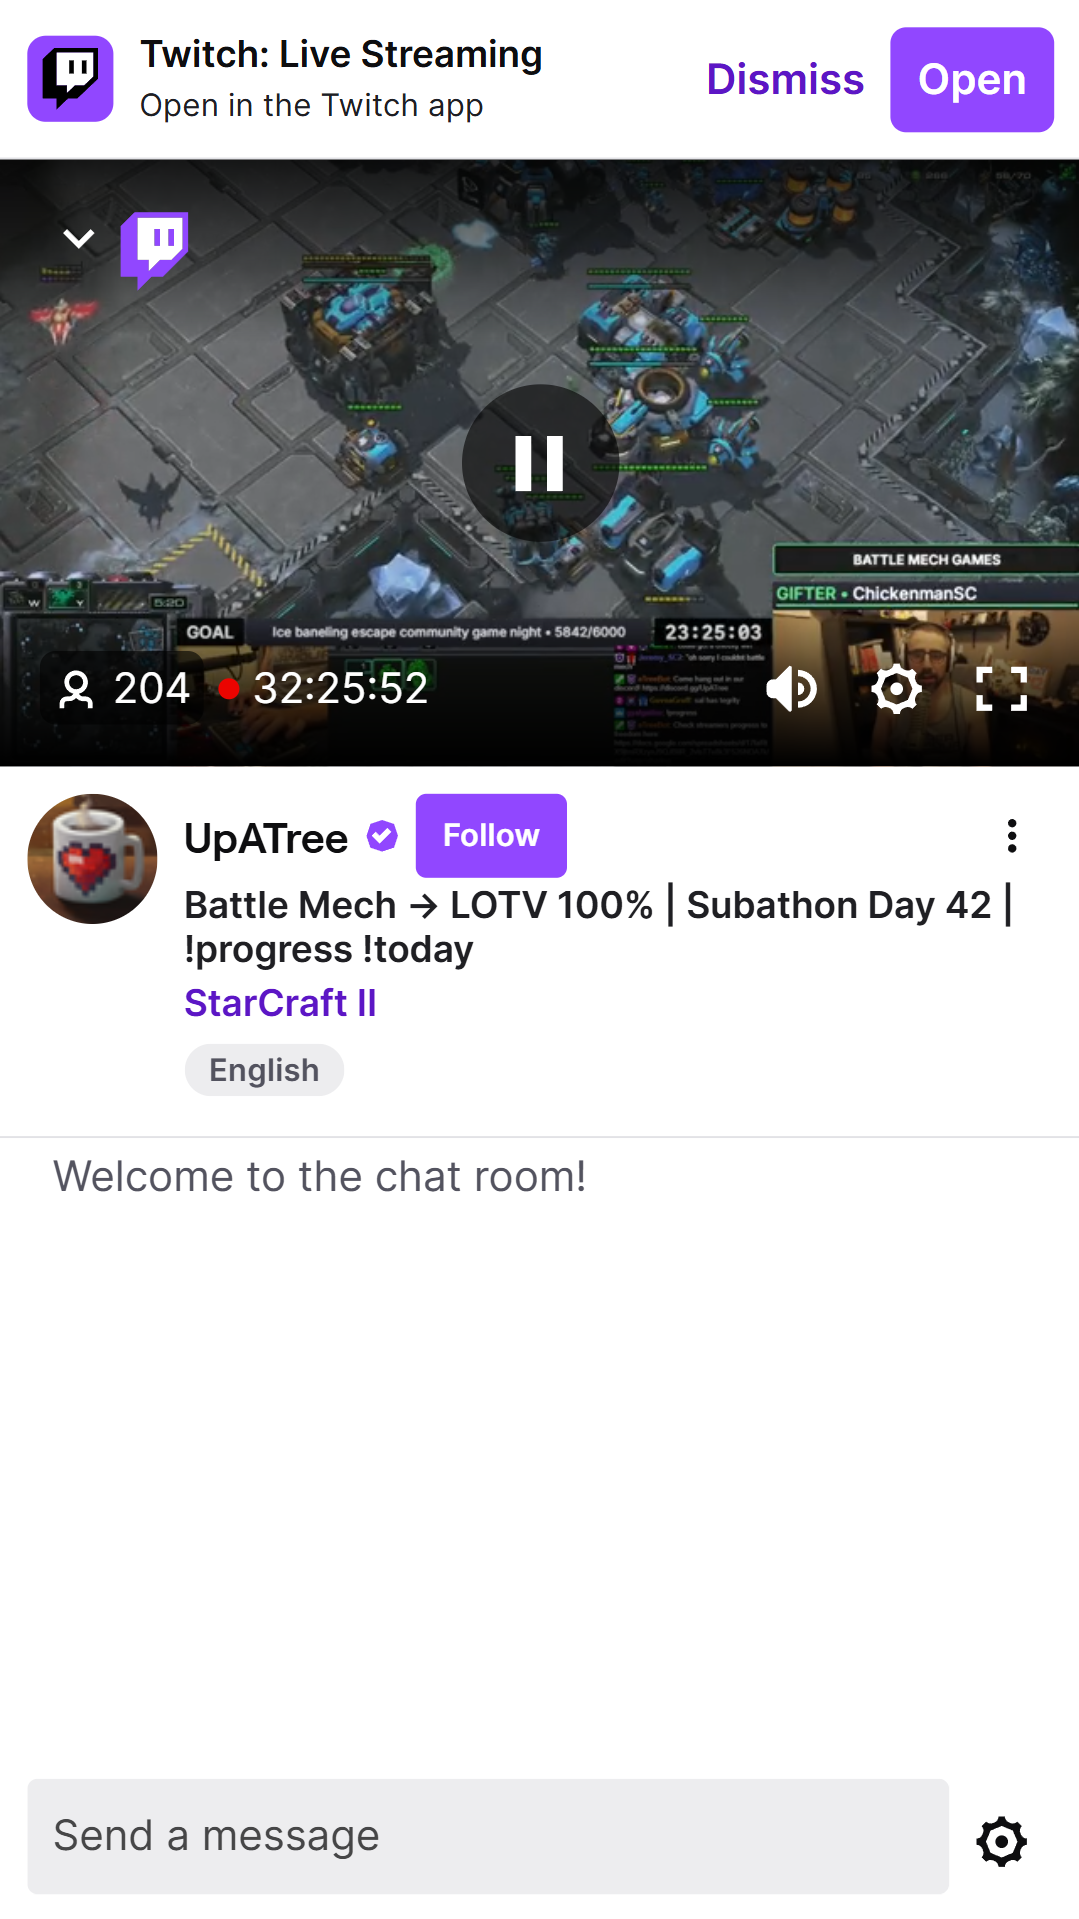 Twitch: Live Streaming
Open in the Twitch app
Dismiss
Open
5:20
BATTLE MECH GAMES
GIFTER • ChickenmanSC
GOAL
Ice baneling escape community game night • 5842/6000
23:25:03
204
32:25:52
UpATree
Follow
Battle Mech → LOTV 100% | Subathon Day 42 |
!progress !today
StarCraft II
English
Welcome to the chat room!
Send a message